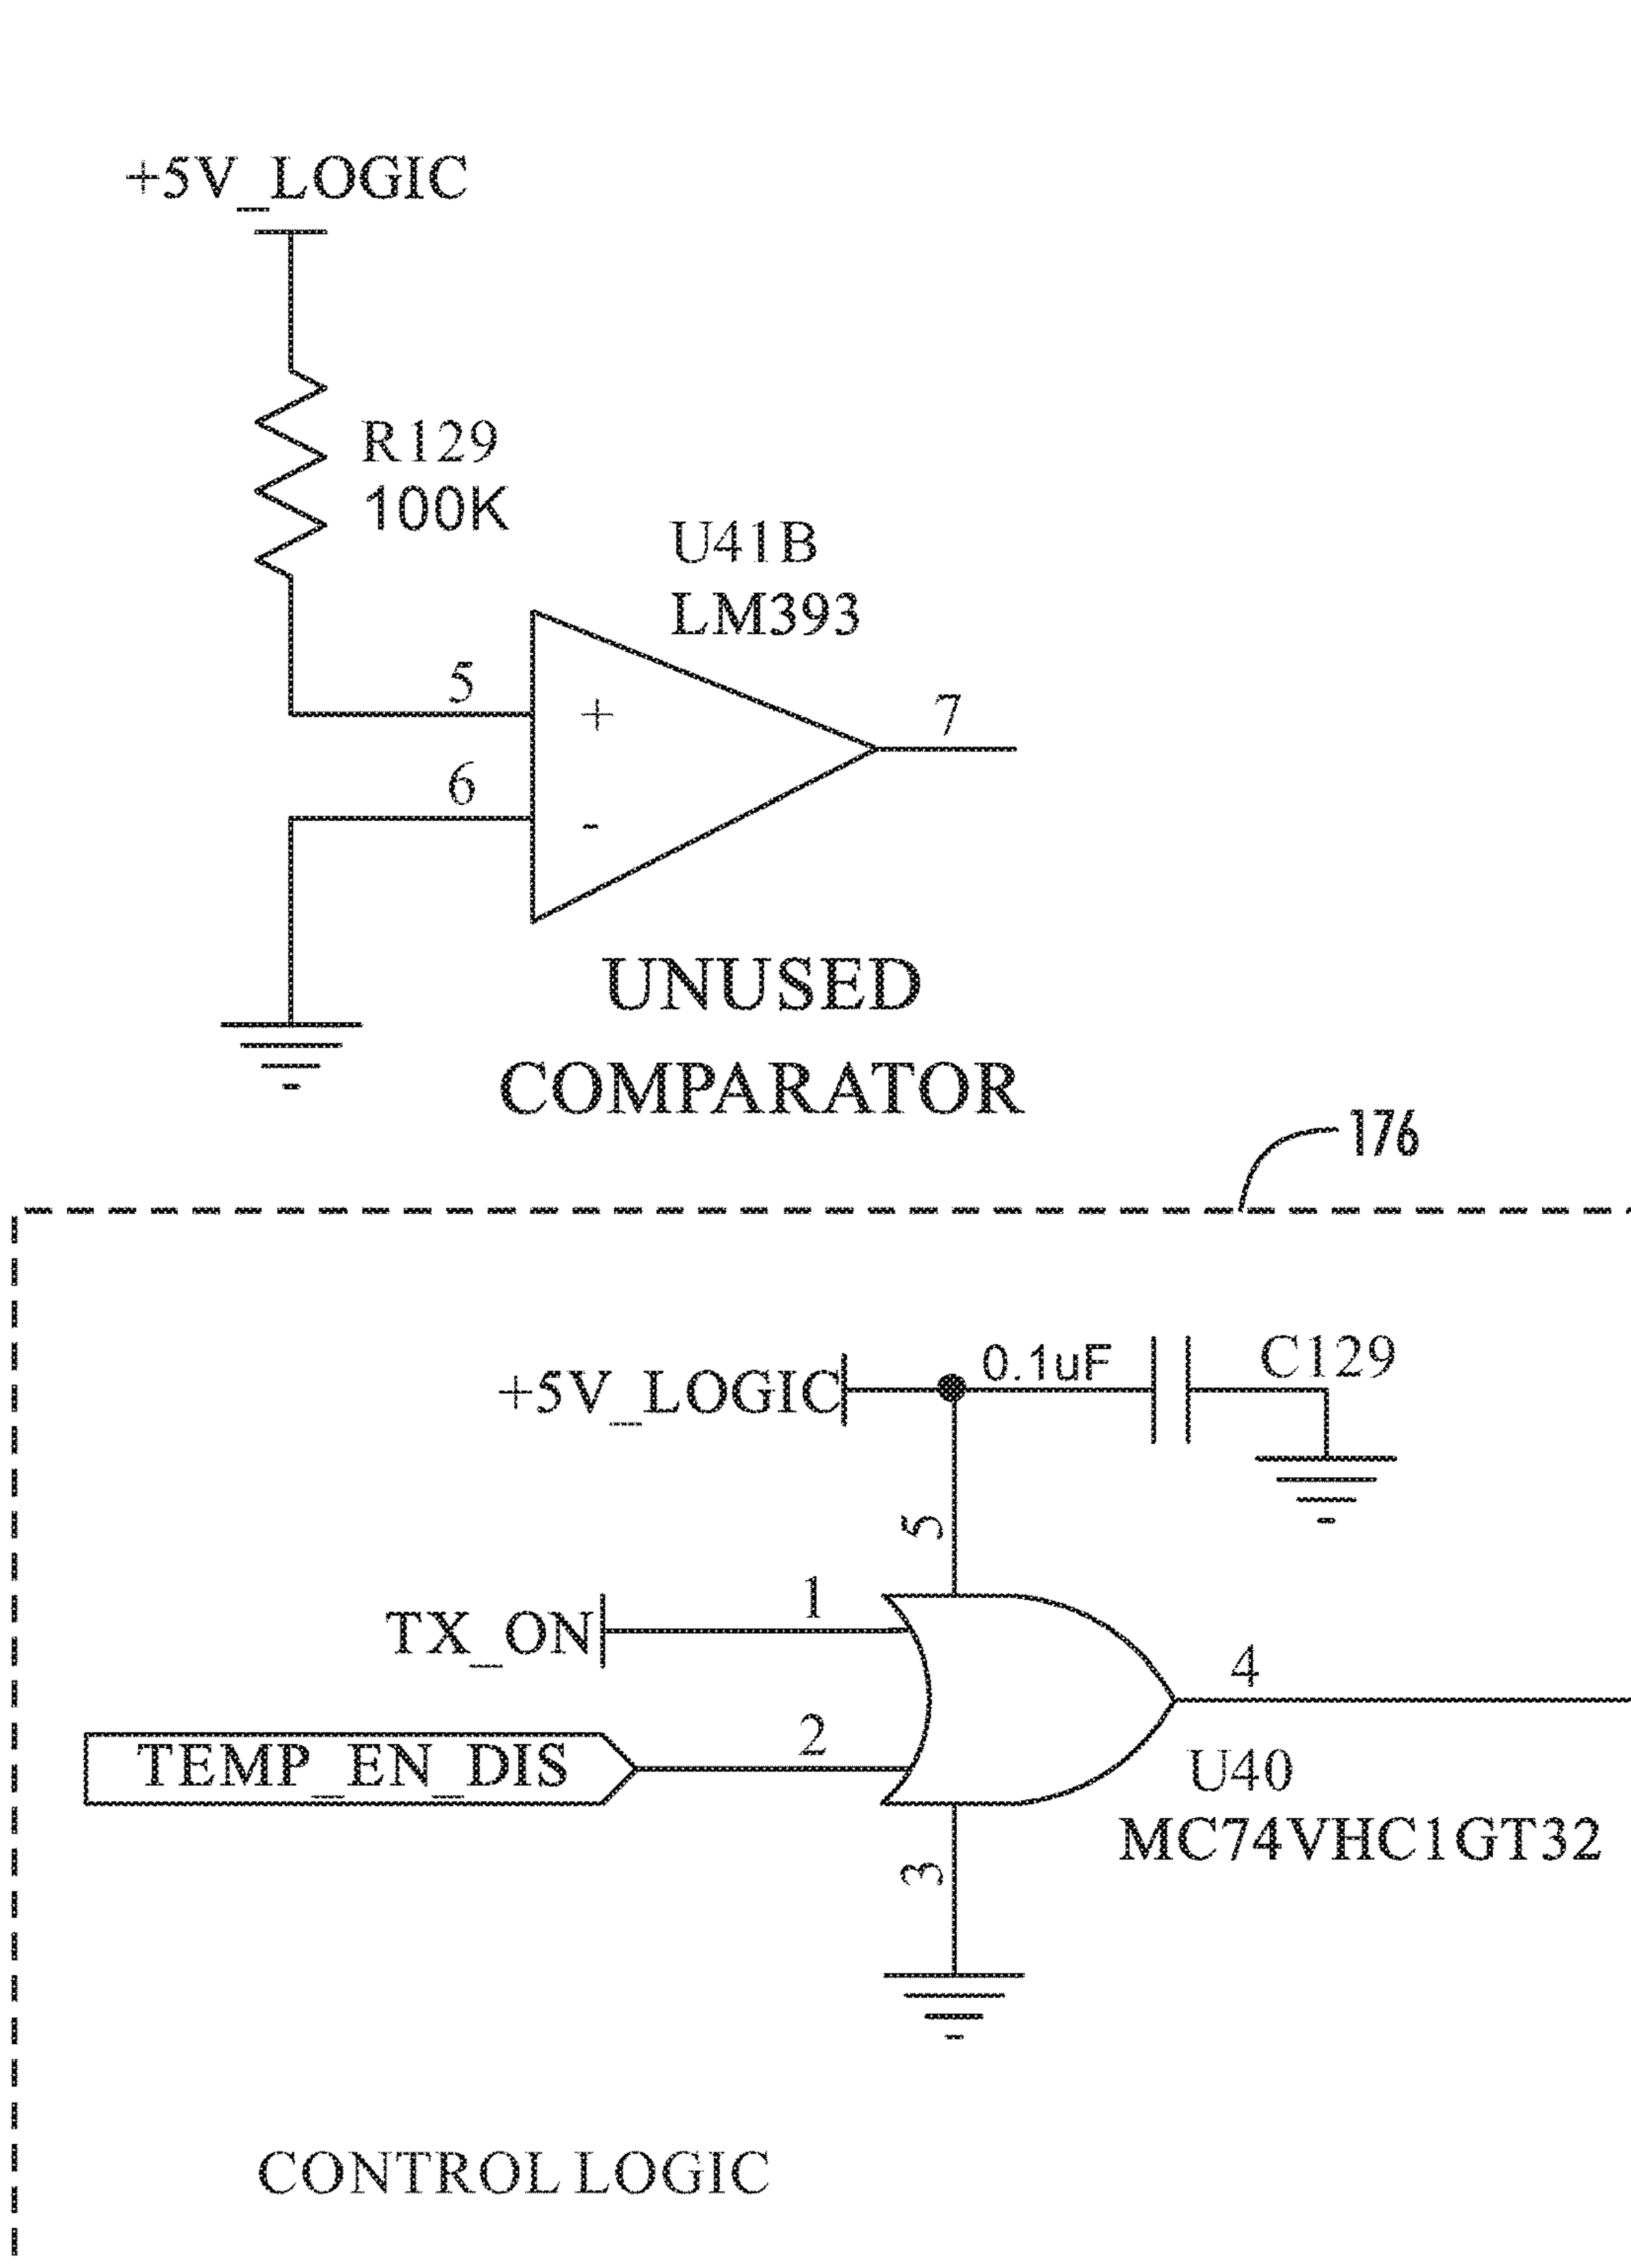 +5V_LOGIC
R129
100K
U41B
LM393
5
+
7
6
-
UNUSED
COMPARATOR
176
+5V_LOGIC
0.1uF
C129
5
TX_ON
1
4
TEMP_EN_DIS
2
U40
MC74VHC1GT32
3
CONTROL LOGIC